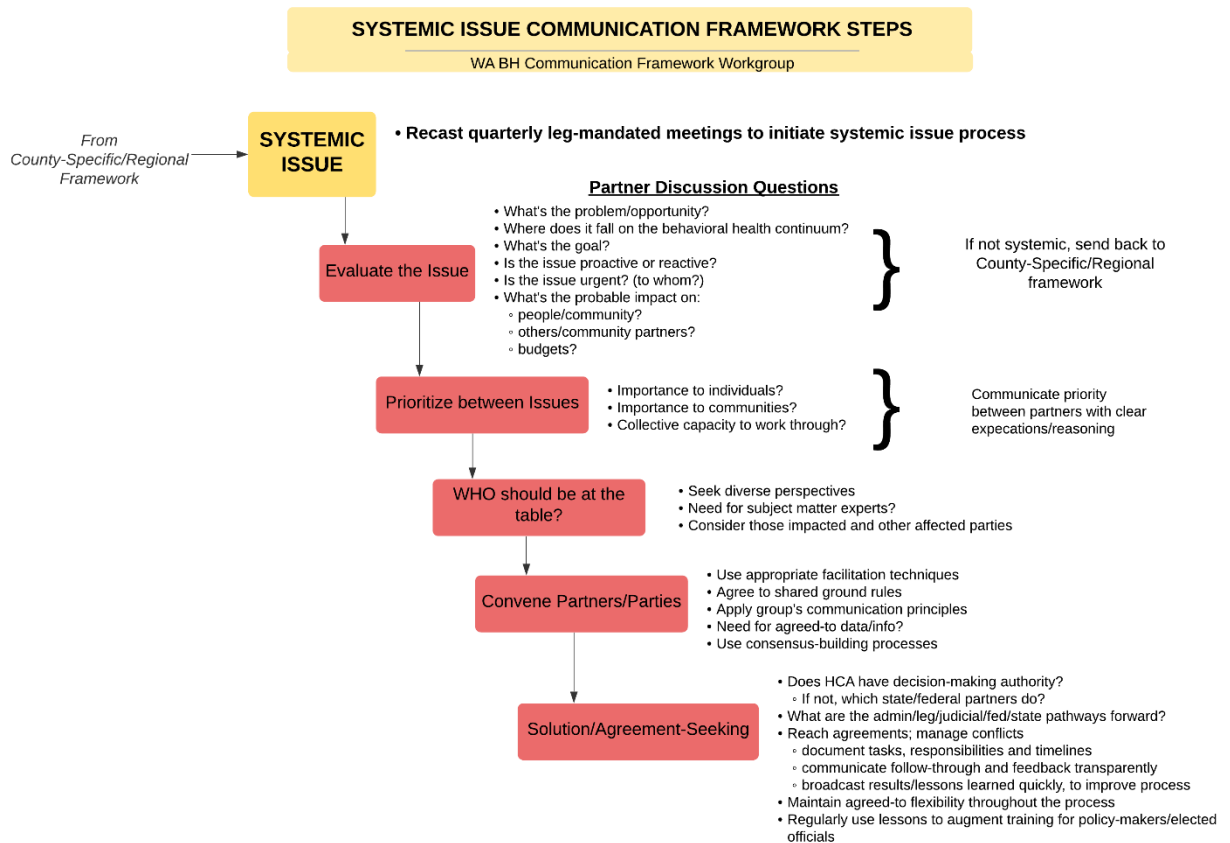 SYSTEMIC ISSUE COMMUNICATION FRAMEWORK STEPS
WA BH Communication Framework Workgroup
From
County-Specific/Regional
Framework
SYSTEMIC
ISSUE
• Recast quarterly leg-mandated meetings to initiate systemic issue process
Partner Discussion Questions
Evaluate the Issue
• What's the problem/opportunity?
• Where does it fall on the behavioral health continuum?
• What's the goal?
• Is the issue proactive or reactive?
• Is the issue urgent? (to whom?)
• What's the probable impact on:
◦ people/community?
◦ others/community partners?
◦ budgets?
}
If not systemic, send back to
County-Specific/Regional
framework
Prioritize between Issues
• Importance to individuals?
• Importance to communities?
• Collective capacity to work through?
}
Communicate priority
between partners with clear
expecations/reasoning
WHO should be at the
table?
• Seek diverse perspectives
• Need for subject matter experts?
• Consider those impacted and other affected parties
Convene Partners/Parties
• Use appropriate facilitation techniques
• Agree to shared ground rules
• Apply group's communication principles
• Need for agreed-to data/info?
• Use consensus-building processes
Solution/Agreement-Seeking
• Does HCA have decision-making authority?
◦ If not, which state/federal partners do?
• What are the admin/leg/judicial/fed/state pathways forward?
• Reach agreements; manage conflicts
◦ document tasks, responsibilities and timelines
◦ communicate follow-through and feedback transparently
◦ broadcast results/lessons learned quickly, to improve process
• Maintain agreed-to flexibility throughout the process
• Regularly use lessons to augment training for policy-makers/elected
officials